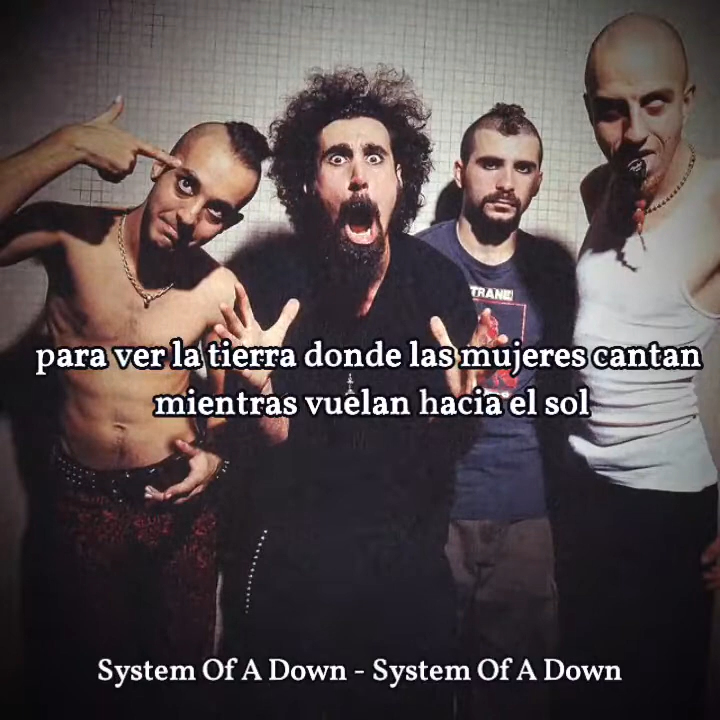 TRANE
para ver la tierra donde las mujeres cantan
mientras vuelan hacia el sol
System Of A Down - System Of A Down